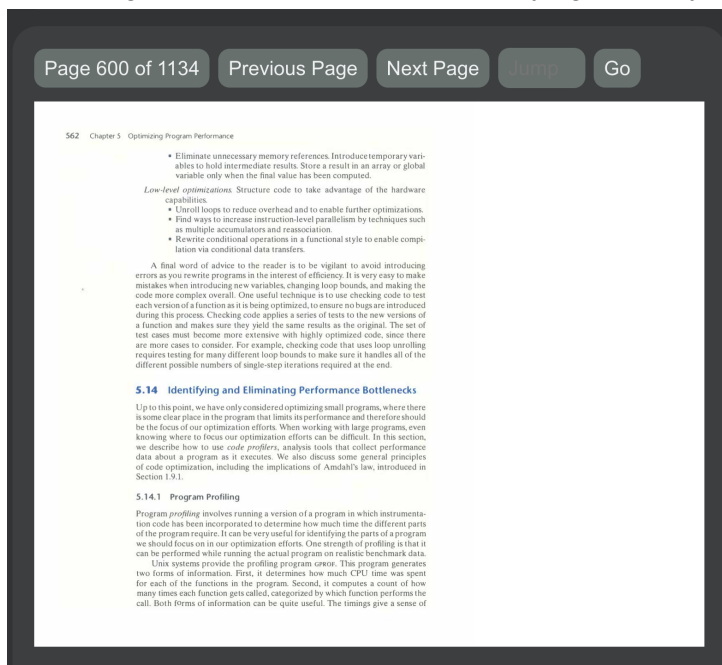 Page 600 of 1134
Previous Page
Next Page
Jump
Go
562 Chapter 5 Optimizing Program Performance
• Eliminate unnecessary memory references. Introduce temporary vari-
ables to hold intermediate results. Store a result in an array or global
variable only when the final value has been computed.
Low-level optimizations. Structure code to take advantage of the hardware
capabilities.
• Unroll loops to reduce overhead and to enable further optimizations.
• Find ways to increase instruction-level parallelism by techniques such
as multiple accumulators and reassociation.
• Rewrite conditional operations in a functional style to enable compi-
lation via conditional data transfers.
A final word of advice to the reader is to be vigilant to avoid introducing
errors as you rewrite programs in the interest of efficiency. It is very easy to make
mistakes when introducing new variables, changing loop bounds, and making the
code more complex overall. One useful technique is to use checking code to test
each version of a function as it is being optimized, to ensure no bugs are introduced
during this process. Checking code applies a series of tests to the new versions of
a function and makes sure they yield the same results as the original. The set of
test cases must become more extensive with highly optimized code, since there
are more cases to consider. For example, checking code that uses loop unrolling
requires testing for many different loop bounds to make sure it handles all of the
different possible numbers of single-step iterations required at the end.
5.14 Identifying and Eliminating Performance Bottlenecks
Up to this point, we have only considered optimizing small programs, where there
is some clear place in the program that limits its performance and therefore should
be the focus of our optimization efforts. When working with large programs, even
knowing where to focus our optimization efforts can be difficult. In this section,
we describe how to use code profilers, analysis tools that collect performance
data about a program as it executes. We also discuss some general principles
of code optimization, including the implications of Amdahl's law, introduced in
Section 1.9.1.
5.14.1 Program Profiling
Program profiling involves running a version of a program in which instrumenta-
tion code has been incorporated to determine how much time the different parts
of the program require. It can be very useful for identifying the parts of a program
we should focus on in our optimization efforts. One strength of profiling is that it
can be performed while running the actual program on realistic benchmark data.
Unix systems provide the profiling program GPROF. This program generates
two forms of information. First, it determines how much CPU time was spent
for each of the functions in the program. Second, it computes a count of how
many times each function gets called, categorized by which function performs the
call. Both forms of information can be quite useful. The timings give a sense of